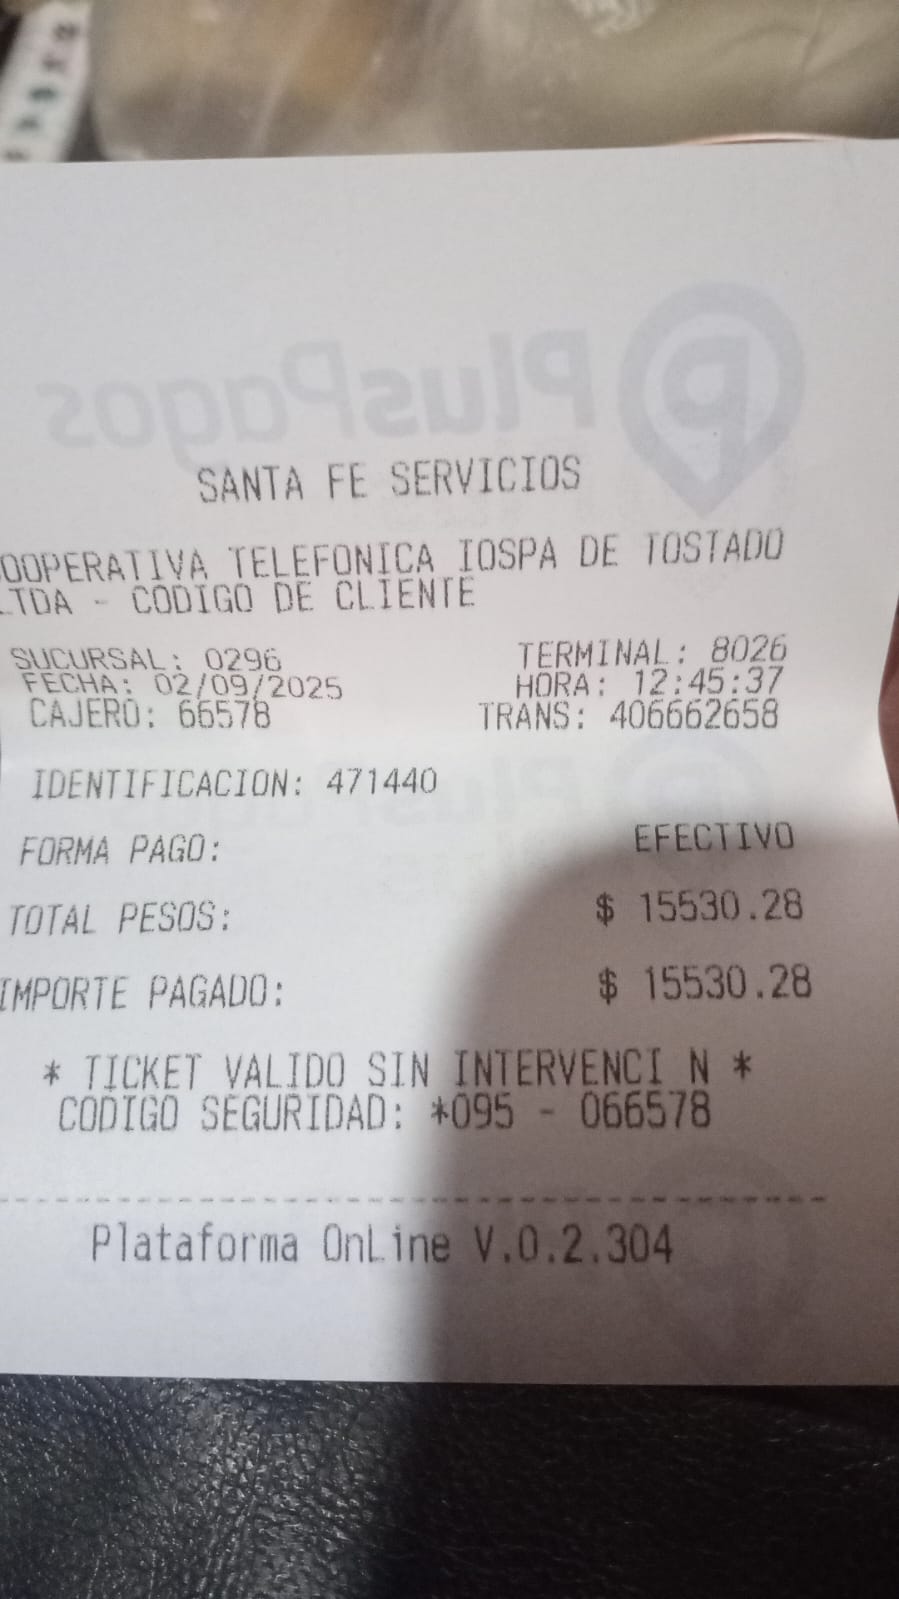 PlusPagos
SANTA FE SERVICIOS
OOPERATIVA TELEFONICA IOSPA DE TOSTADO
LTDA - CODIGO DE CLIENTE
SUCURSAL: 0296 TERMINAL: 8026
FECHA: 02/09/2025 HORA: 12:45:37
CAJERO: 66578 TRANS: 406662658
IDENTIFICACION: 471440
FORMA PAGO: EFECTIVO
TOTAL PESOS: $ 15530.28
IMPORTE PAGADO: $ 15530.28
* TICKET VALIDO SIN INTERVENCI N *
CODIGO SEGURIDAD: *095 - 066578
Plataforma OnLine V.0.2.304